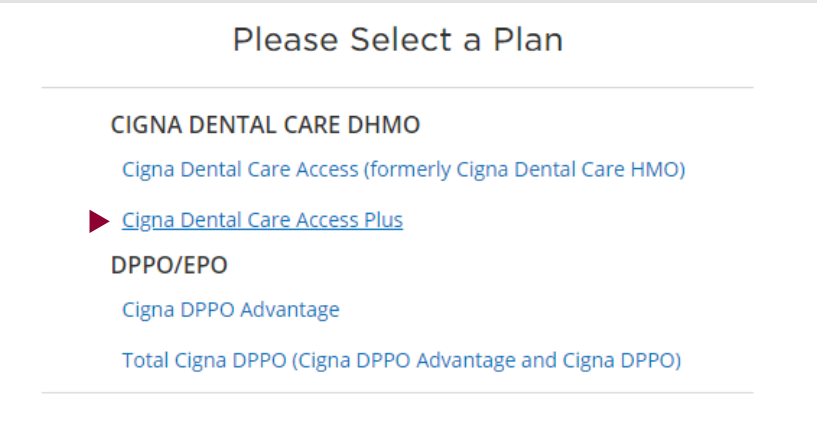 Please Select a Plan
CIGNA DENTAL CARE DHMO
Cigna Dental Care Access (formerly Cigna Dental Care HMO)
Cigna Dental Care Access Plus
DPPO/EPO
Cigna DPPO Advantage
Total Cigna DPPO (Cigna DPPO Advantage and Cigna DPPO)